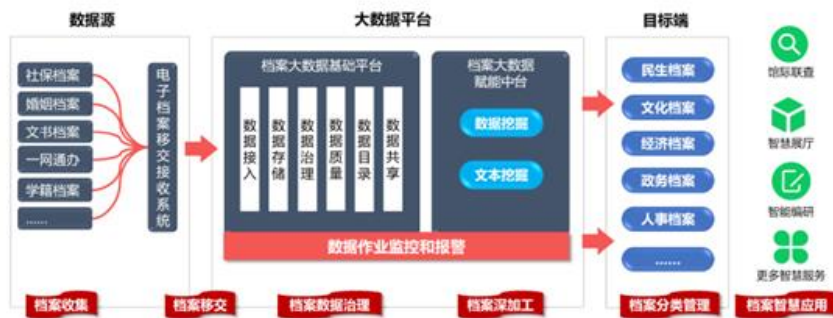 数据源
大数据平台
目标端
社保档案
婚姻档案
文书档案
一网通办
学籍档案
......
电子档案移交接收系统
档案大数据基础平台
数据接入
数据存储
数据治理
数据质量
数据目录
数据共享
档案大数据
赋能中台
数据挖掘
文本挖掘
数据作业监控和报警
民生档案
文化档案
经济档案
政务档案
人事档案
......
馆际联查
智慧展厅
智能编研
更多智慧服务
档案收集
档案移交
档案数据治理
档案深加工
档案分类管理
档案智慧应用